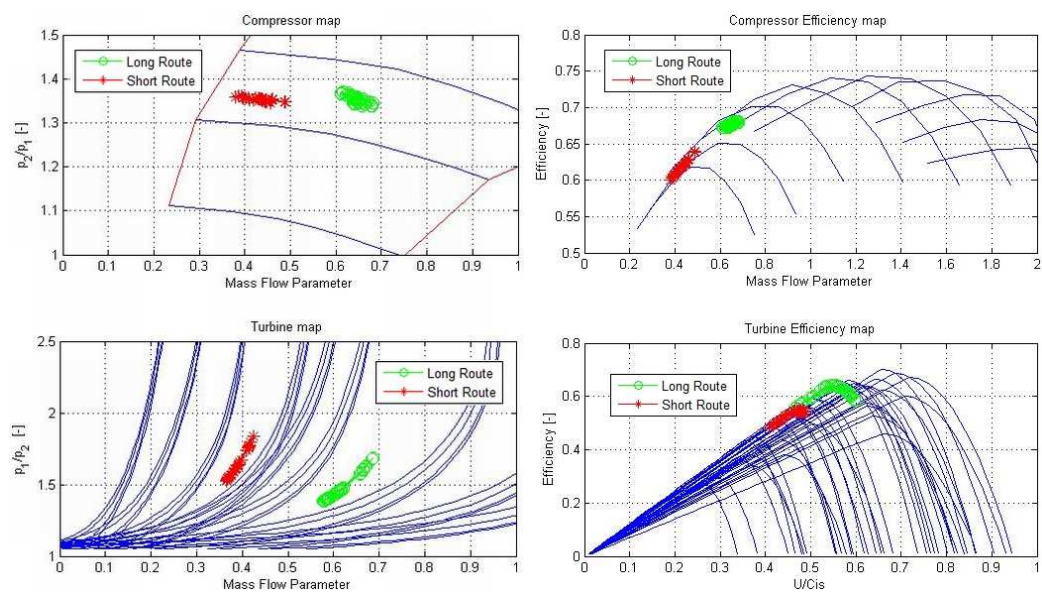 Compressor map
1.5
1.4
1.3
1.2
1.1
1
p2/p1 [-]
Long Route
Short Route
0 0.1 0.2 0.3 0.4 0.5 0.6 0.7 0.8 0.9 1
Mass Flow Parameter
Compressor Efficiency map
0.8
0.75
0.7
0.65
0.6
0.55
0.5
Efficiency [-]
Long Route
Short Route
0 0.2 0.4 0.6 0.8 1 1.2 1.4 1.6 1.8 2
Mass Flow Parameter
Turbine map
2.5
2
1.5
1
p1/p2 [-]
Long Route
Short Route
0 0.1 0.2 0.3 0.4 0.5 0.6 0.7 0.8 0.9 1
Mass Flow Parameter
Turbine Efficiency map
0.8
0.6
0.4
0.2
0
Efficiency [-]
Long Route
Short Route
0 0.1 0.2 0.3 0.4 0.5 0.6 0.7 0.8 0.9 1
U/Cis